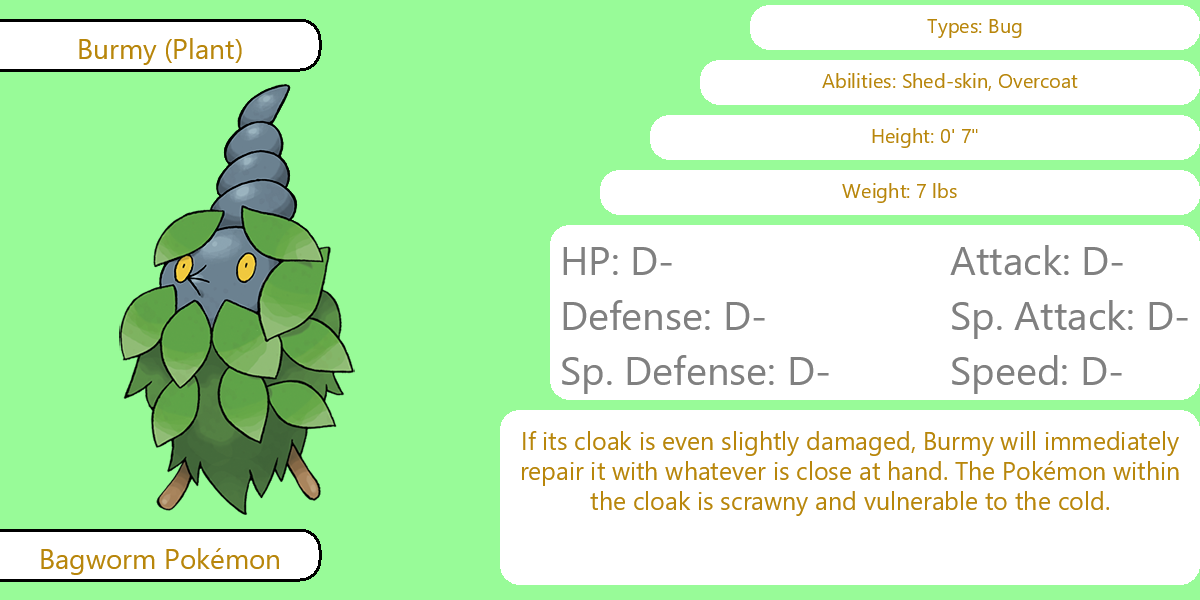 Burmy (Plant)
Types: Bug
Abilities: Shed-skin, Overcoat
Height: 0' 7"
Weight: 7 lbs
HP: D-
Attack: D-
Defense: D-
Sp. Attack: D-
Sp. Defense: D-
Speed: D-
If its cloak is even slightly damaged, Burmy will immediately
repair it with whatever is close at hand. The Pokémon within
the cloak is scrawny and vulnerable to the cold.
Bagworm Pokémon